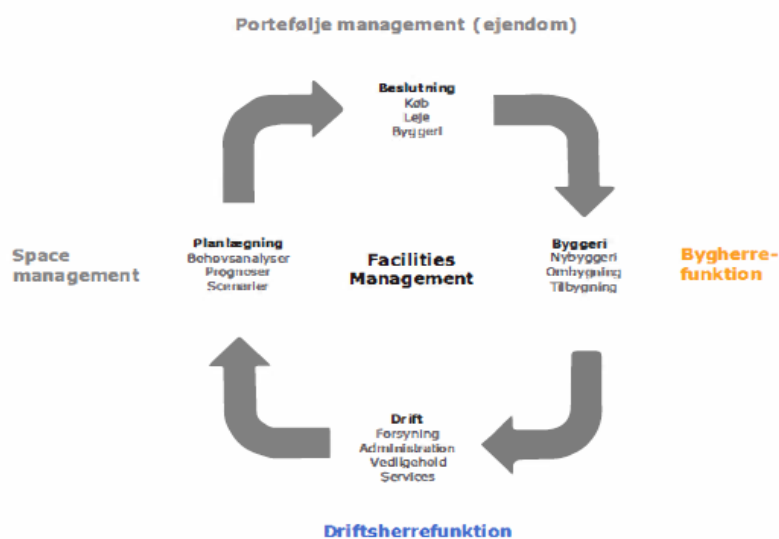 Portefølje management (ejendom)
Beslutning
Køb
Leje
Byggeri
Space
management
Planlægning
Behovsanalyser
Prognoser
Scenarier
Facilities
Management
Byggeri
Nybyggeri
Ombygning
Tilbygning
Bygherre-
funktion
Drift
Forsyning
Administration
Vedligehold
Services
Driftsherrefunktion